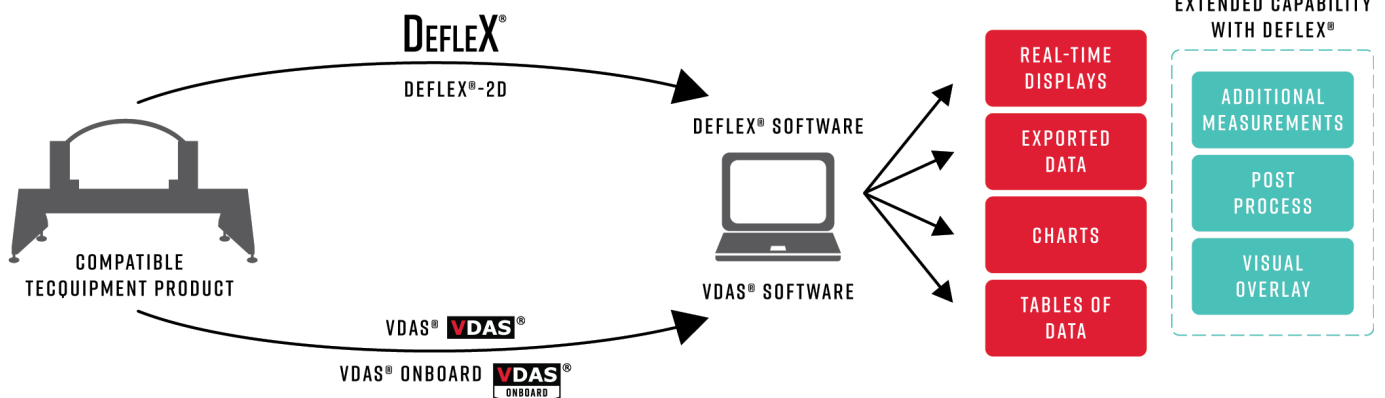 DEFLEX®
DEFLEX®-2D
COMPATIBLE
TECQUIPMENT PRODUCT
VDAS® VDAS®
VDAS® ONBOARD VDAS®
ONBOARD
DEFLEX® SOFTWARE
VDAS® SOFTWARE
REAL-TIME
DISPLAYS
EXPORTED
DATA
CHARTS
TABLES OF
DATA
EXTENDED CAPABILITY
WITH DEFLEX®
ADDITIONAL
MEASUREMENTS
POST
PROCESS
VISUAL
OVERLAY